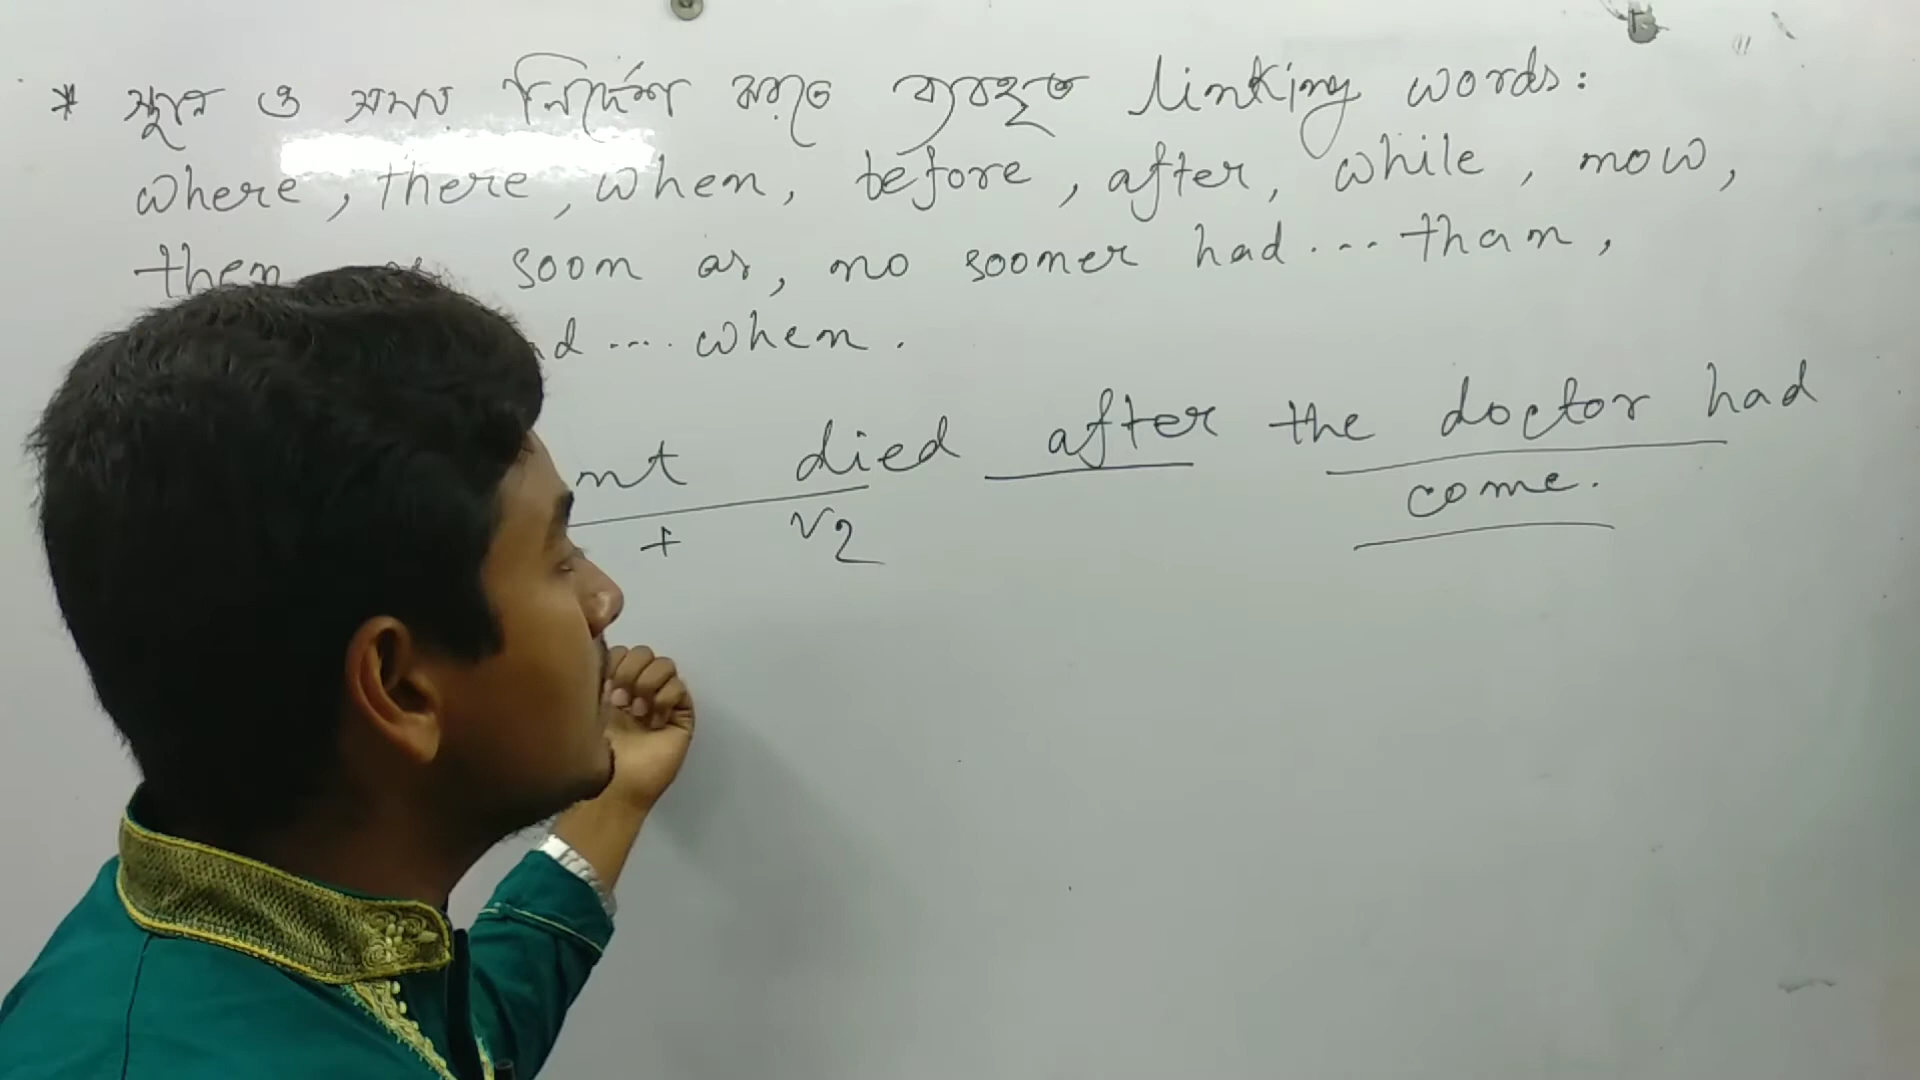 * স্থান ও সময় নির্দেশ করতে ব্যবহৃত linking words:
where, there, when, before, after, while, now,
then soon as, no sooner had ... than,
.... when.
died after the doctor had
come.
+ V2